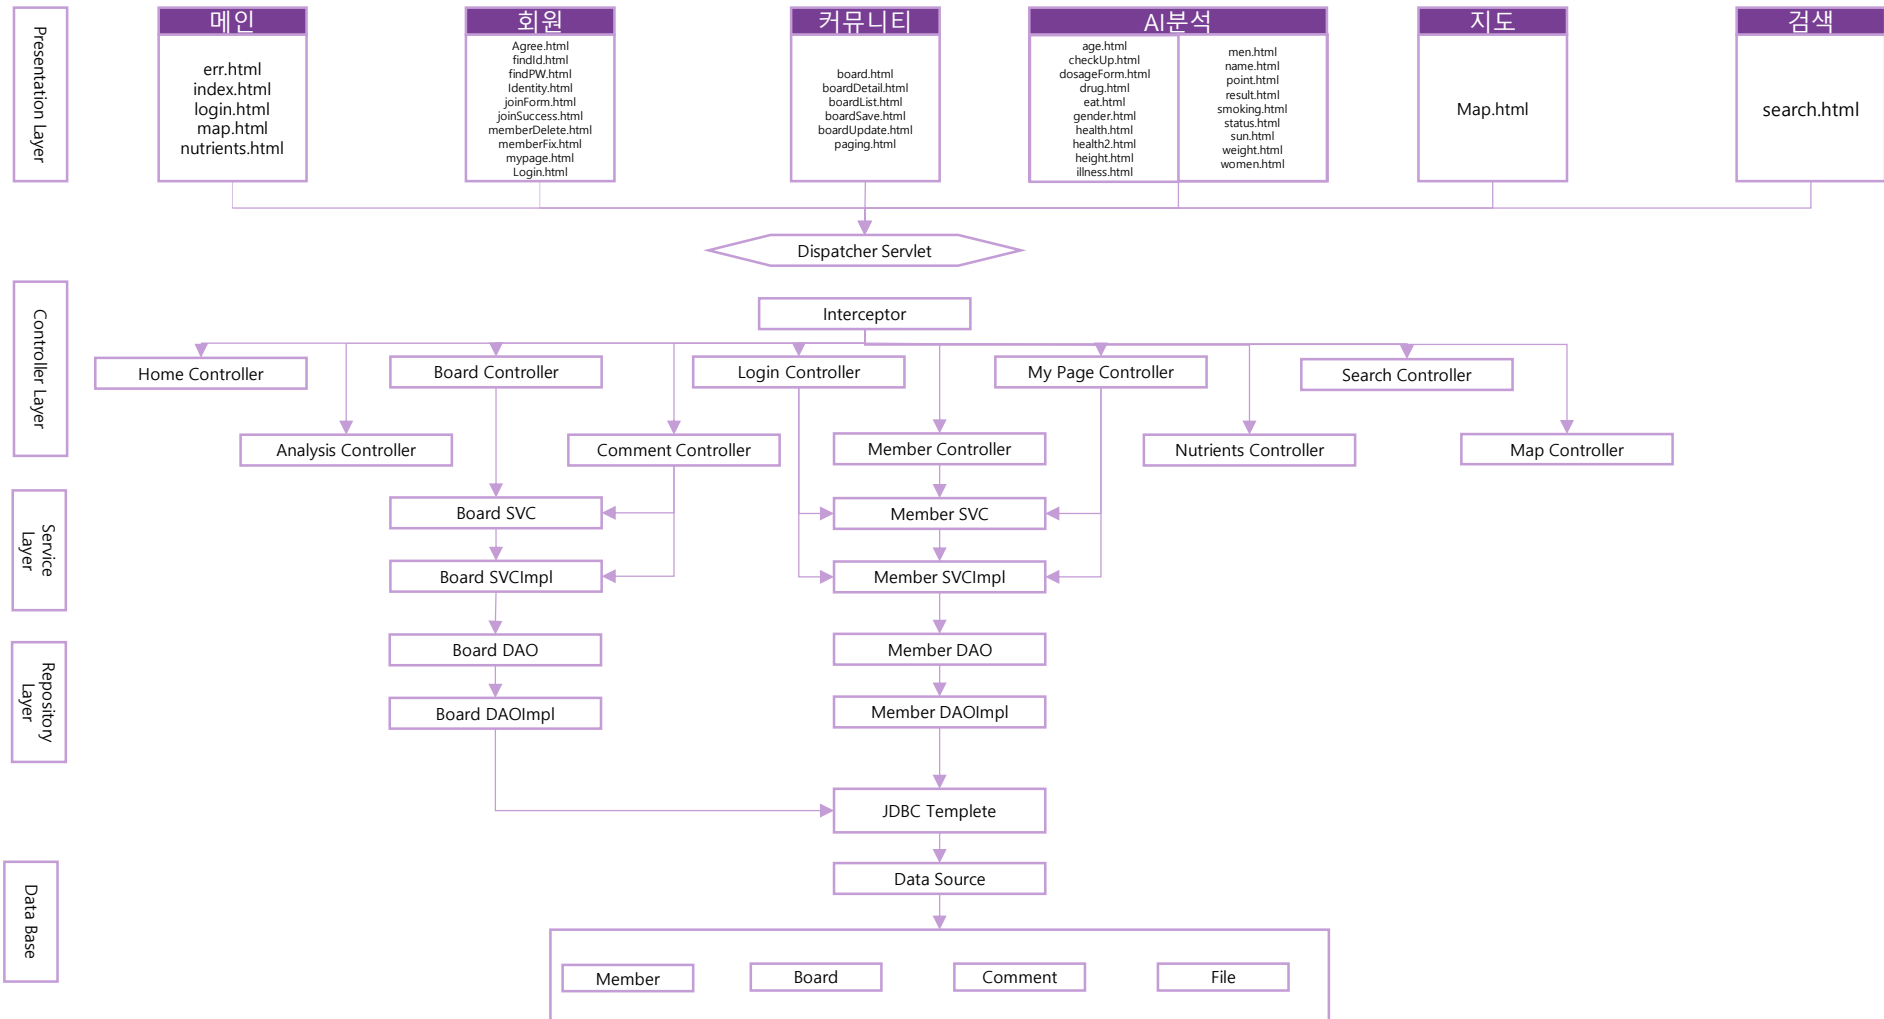 Presentation Layer
메인
err.html
index.html
login.html
map.html
nutrients.html
회원
Agree.html
findId.html
findPW.html
Identity.html
joinForm.html
joinSuccess.html
memberDelete.html
memberFix.html
mypage.html
Login.html
커뮤니티
board.html
boardDetail.html
boardList.html
boardSave.html
boardUpdate.html
paging.html
AI분석
age.html
checkUp.html
dosageForm.html
drug.html
eat.html
gender.html
health.html
health2.html
height.html
illness.html
men.html
name.html
point.html
result.html
smoking.html
status.html
sun.html
weight.html
women.html
지도
Map.html
검색
search.html
Dispatcher Servlet
Controller Layer
Interceptor
Home Controller
Board Controller
Login Controller
My Page Controller
Search Controller
Analysis Controller
Comment Controller
Member Controller
Nutrients Controller
Map Controller
Service
Layer
Board SVC
Member SVC
Board SVCImpl
Member SVCImpl
Repository
Layer
Board DAO
Member DAO
Board DAOImpl
Member DAOImpl
JDBC Templete
Data Base
Data Source
Member
Board
Comment
File